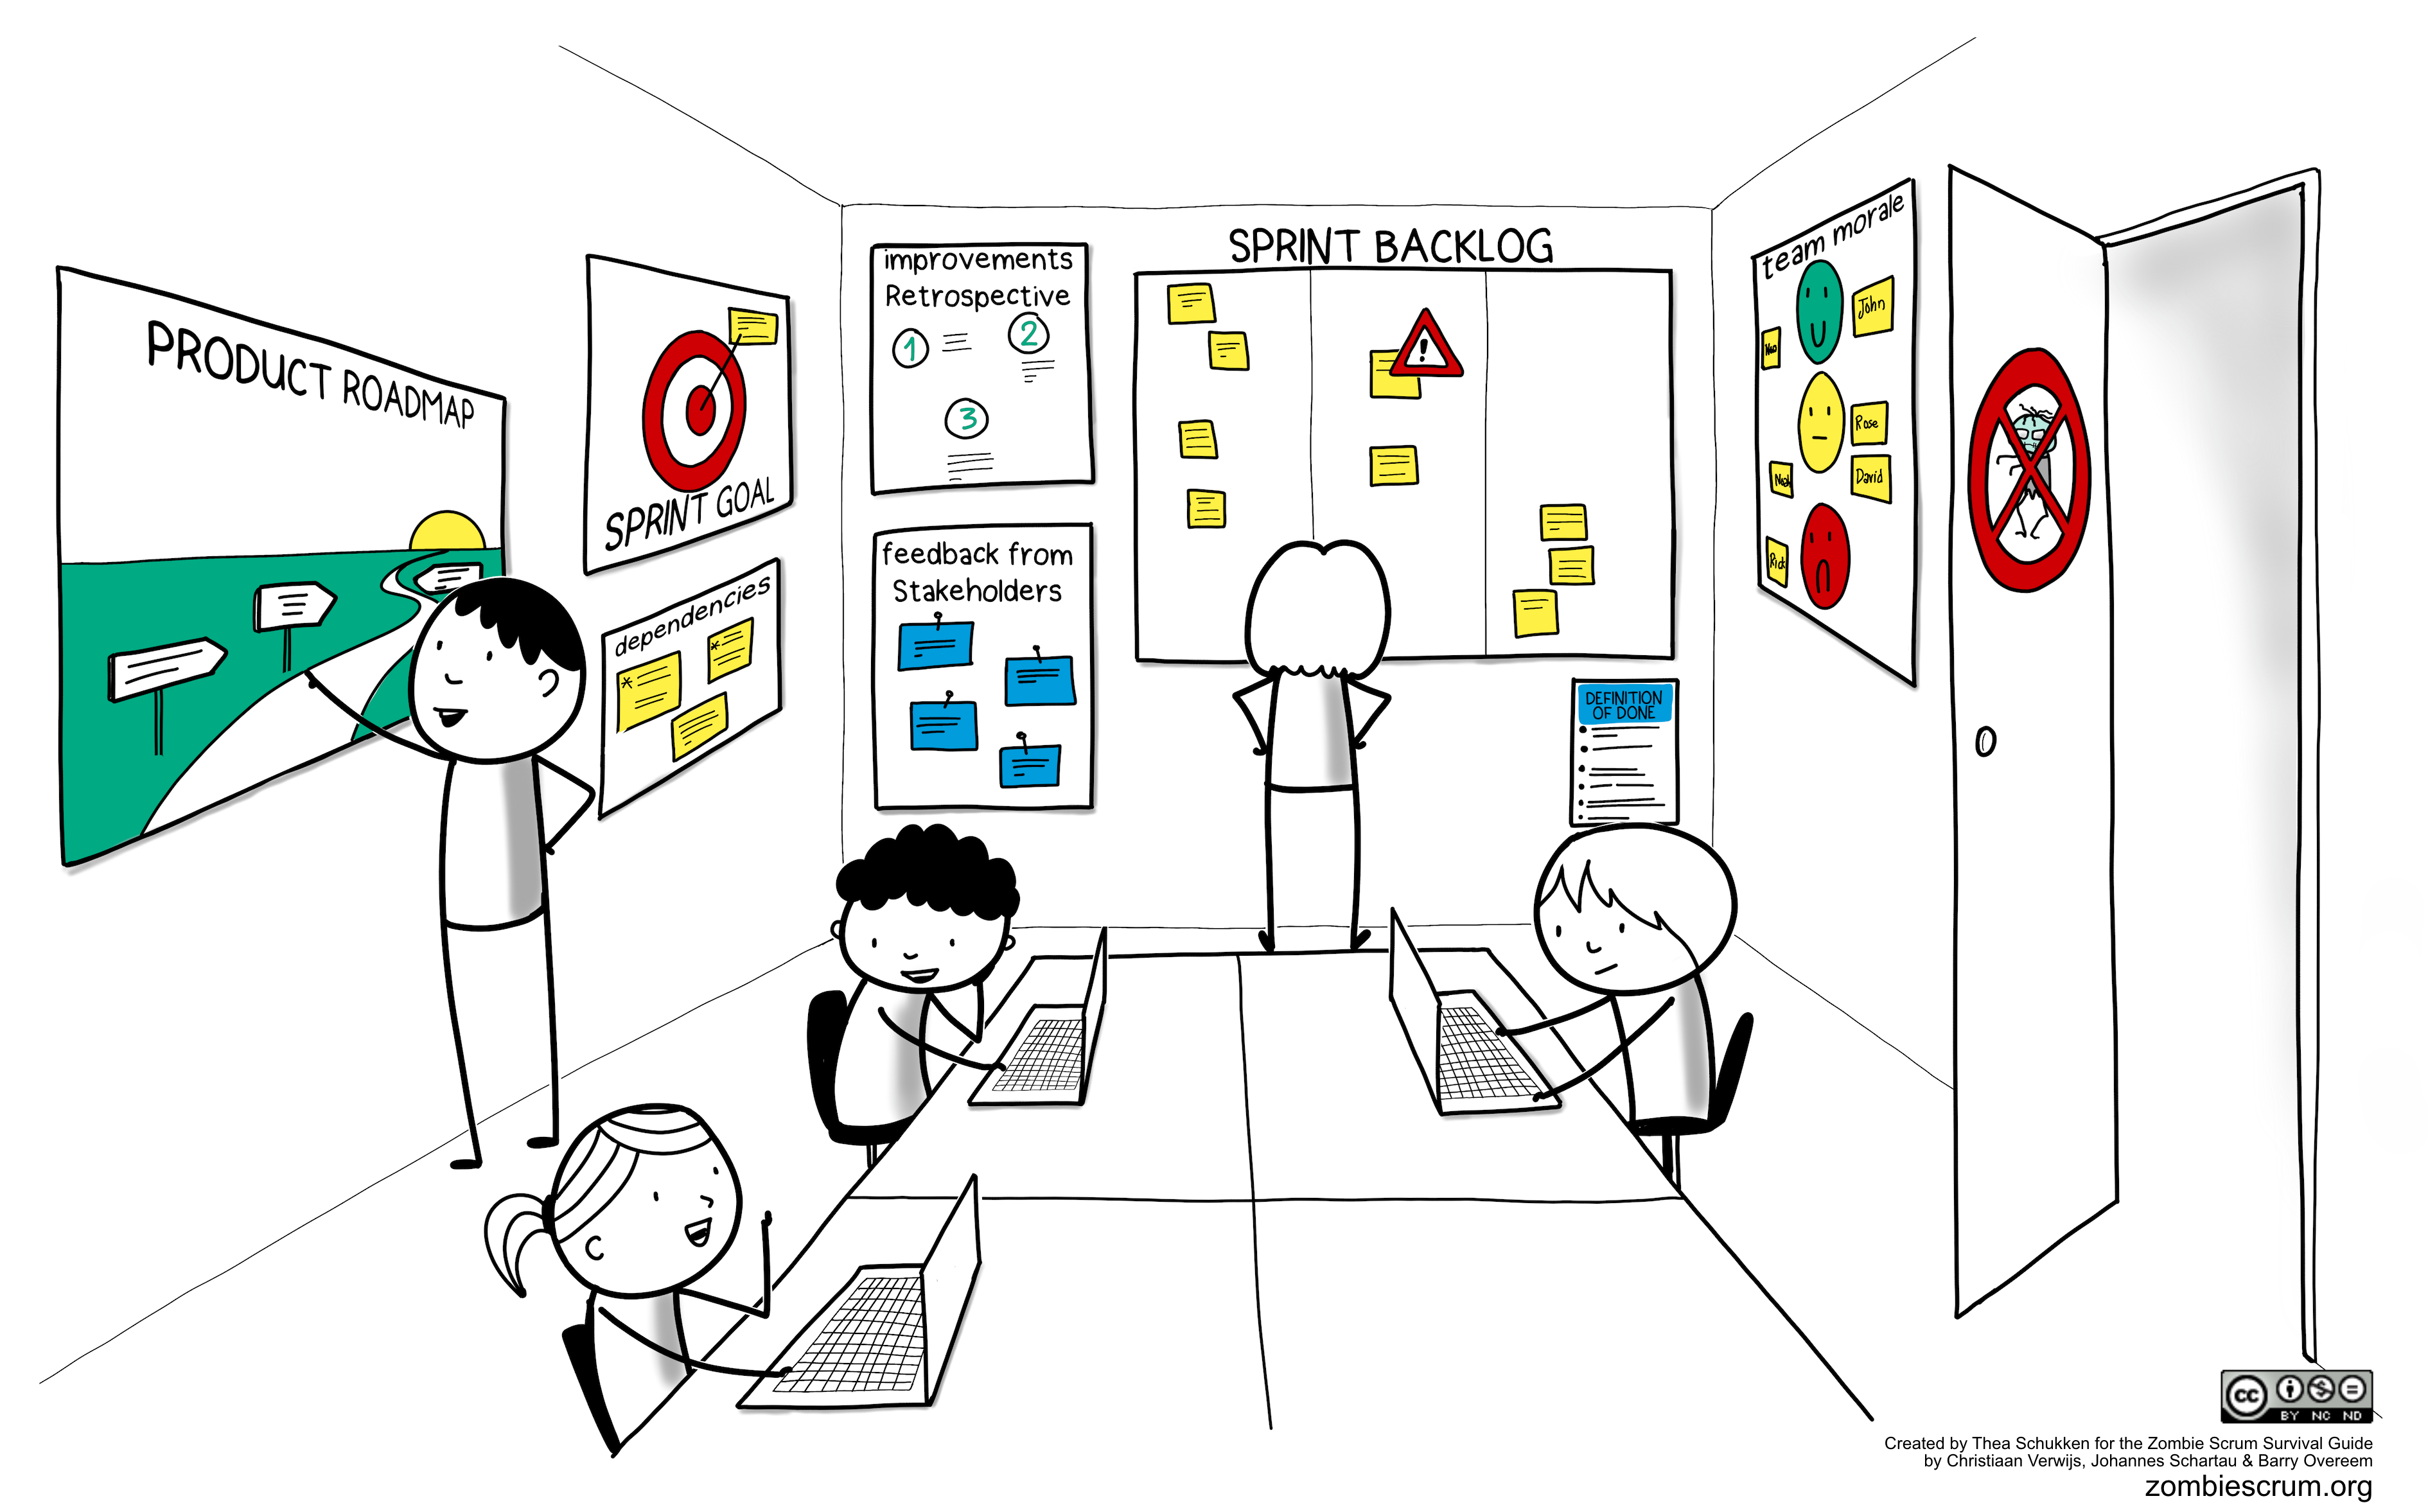 PRODUCT ROADMAP
SPRINT GOAL
dependencies
*
*
improvements
Retrospective
1
2
3
feedback from
Stakeholders
SPRINT BACKLOG
!
DEFINITION
OF DONE
team morale
John
Rose
Noah
David
Rick
cc
BY NC ND
Created by Thea Schukken for the Zombie Scrum Survival Guide
by Christiaan Verwijs, Johannes Schartau & Barry Overeem
zombiescrum.org